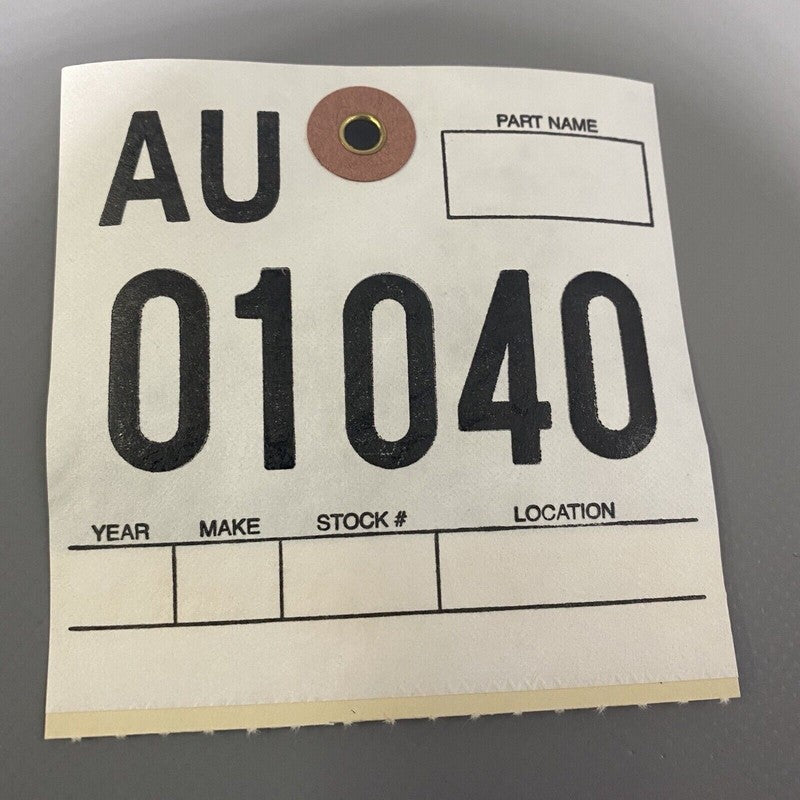 AU
PART NAME
01040
YEAR MAKE STOCK # LOCATION